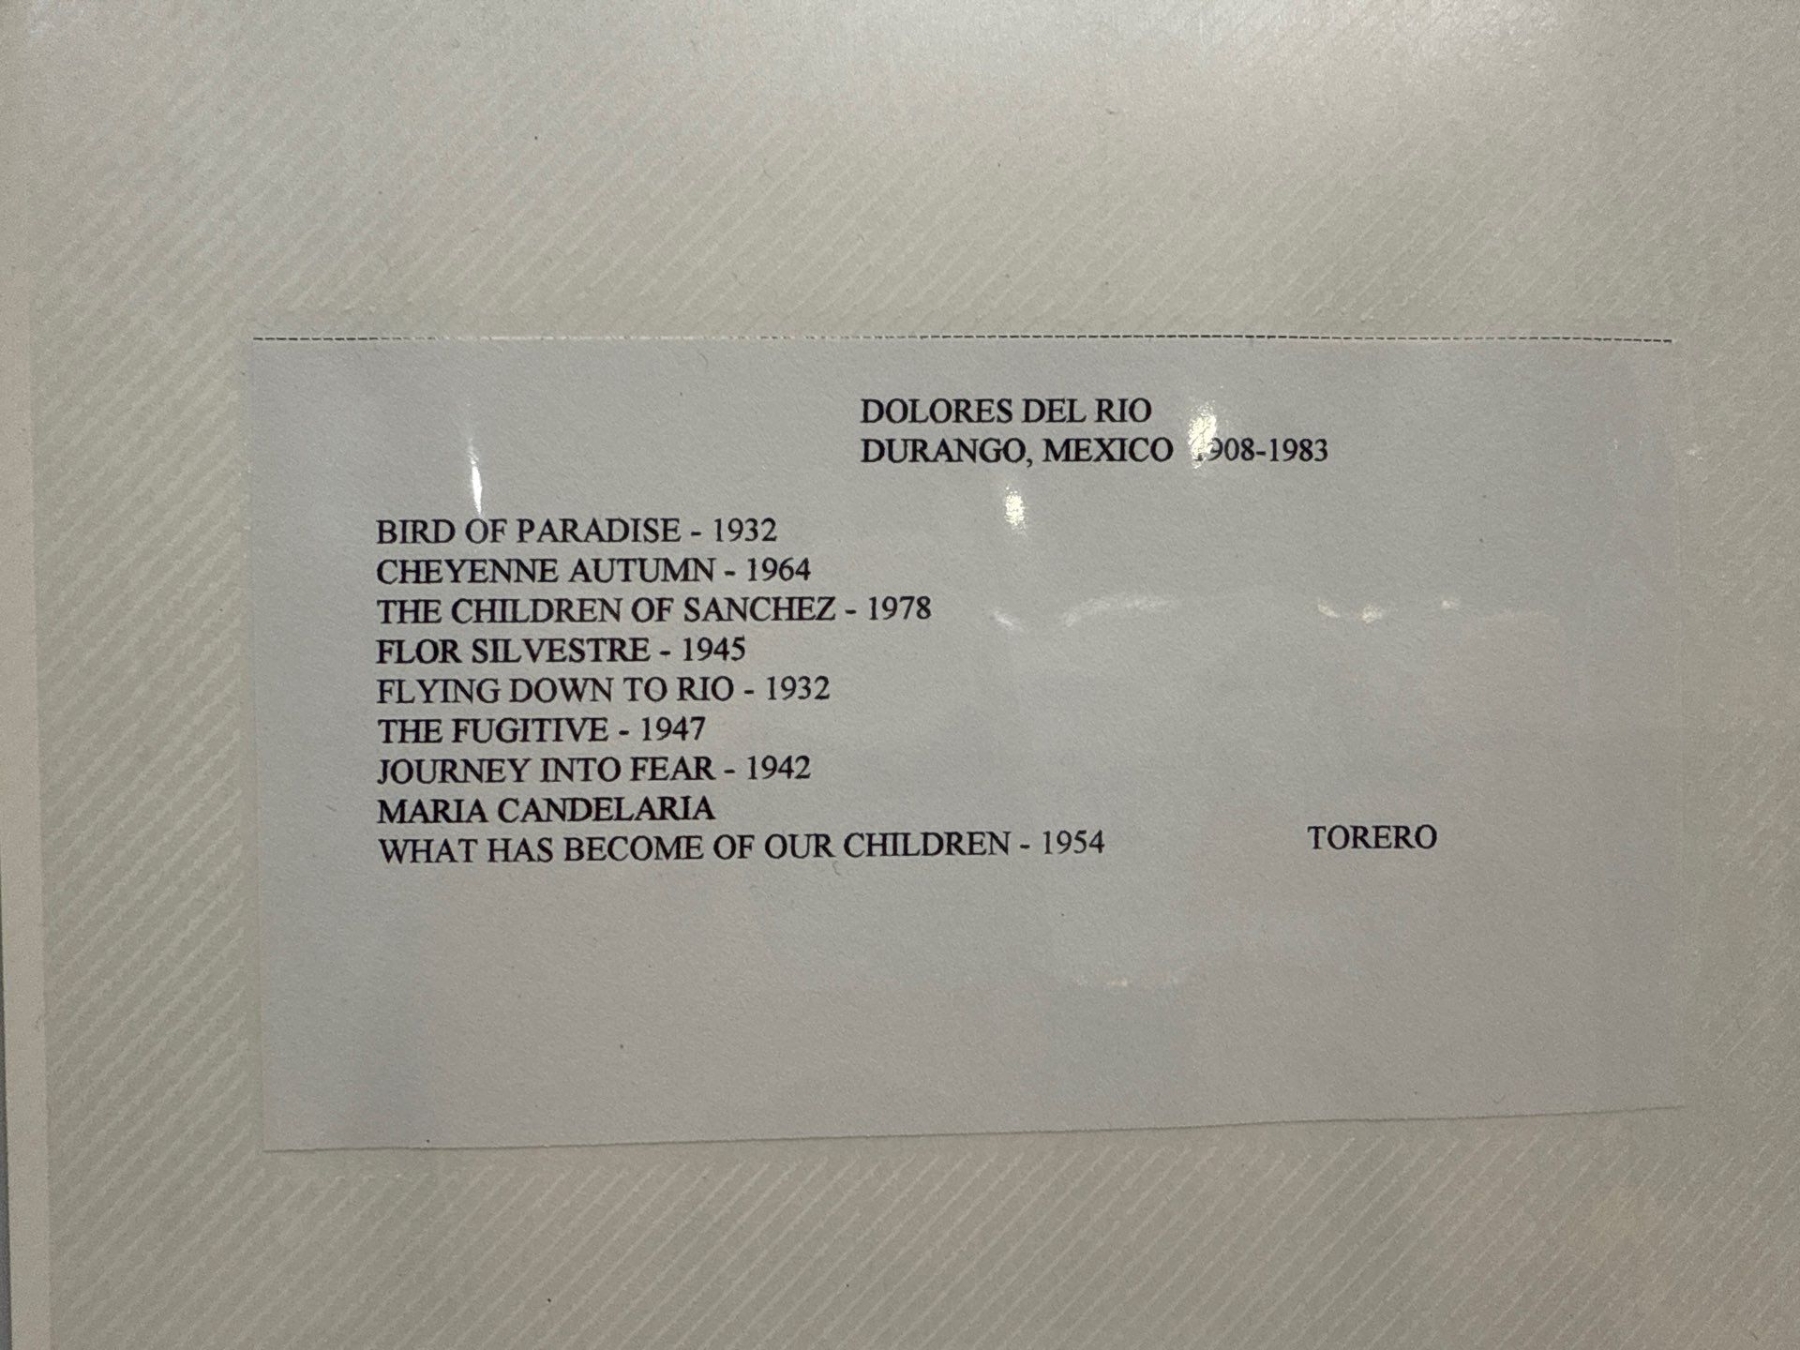 DOLORES DEL RIO
DURANGO, MEXICO 1908-1983
BIRD OF PARADISE - 1932
CHEYENNE AUTUMN - 1964
THE CHILDREN OF SANCHEZ - 1978
FLOR SILVESTRE - 1945
FLYING DOWN TO RIO - 1932
THE FUGITIVE - 1947
JOURNEY INTO FEAR - 1942
MARIA CANDELARIA
WHAT HAS BECOME OF OUR CHILDREN - 1954 TORERO